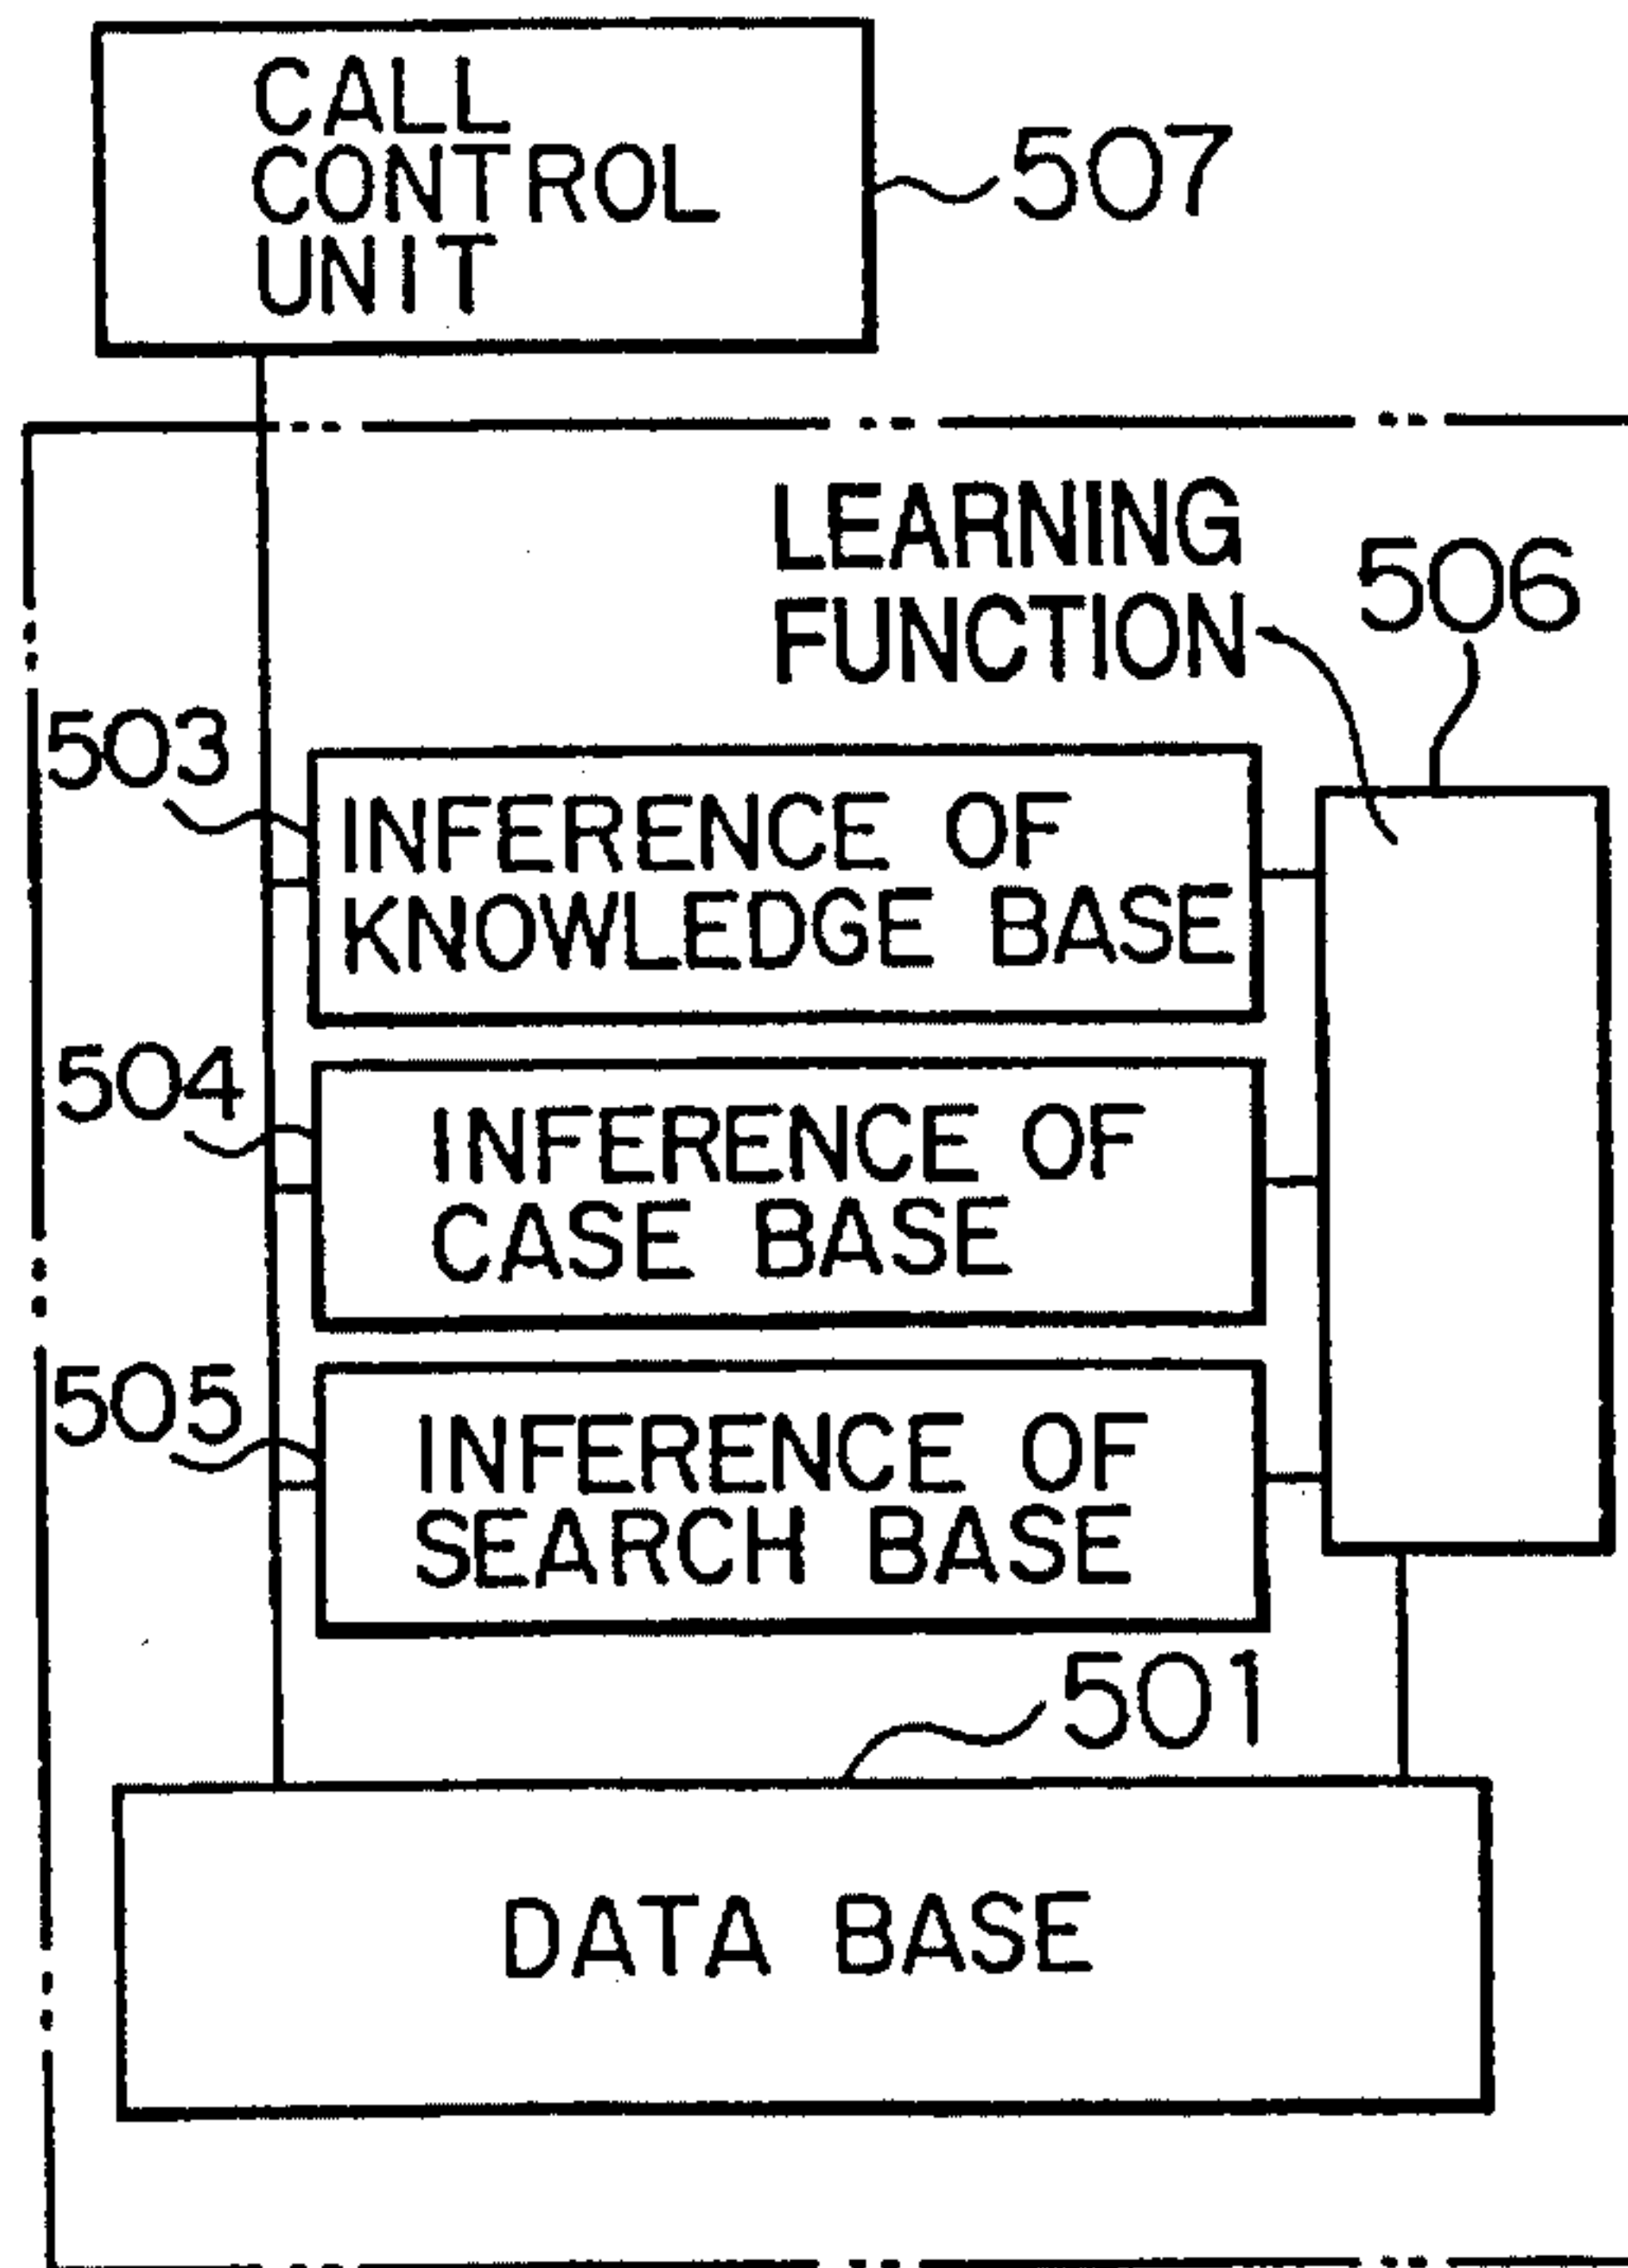 CALL
CONTROL
UNIT
507
LEARNING
FUNCTION
506
503
INFERENCE OF
KNOWLEDGE BASE
504
INFERENCE OF
CASE BASE
505
INFERENCE OF
SEARCH BASE
501
DATA BASE